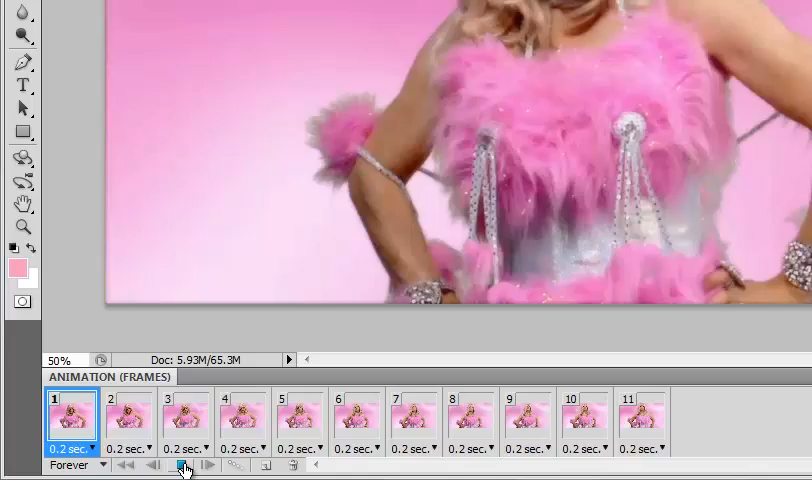 T
50%
Doc: 5.93M/65.3M
ANIMATION (FRAMES)
1 2 3 4 5 6 7 8 9 10 11
0.2 sec. 0.2 sec. 0.2 sec. 0.2 sec. 0.2 sec. 0.2 sec. 0.2 sec. 0.2 sec. 0.2 sec. 0.2 sec. 0.2 sec.
Forever